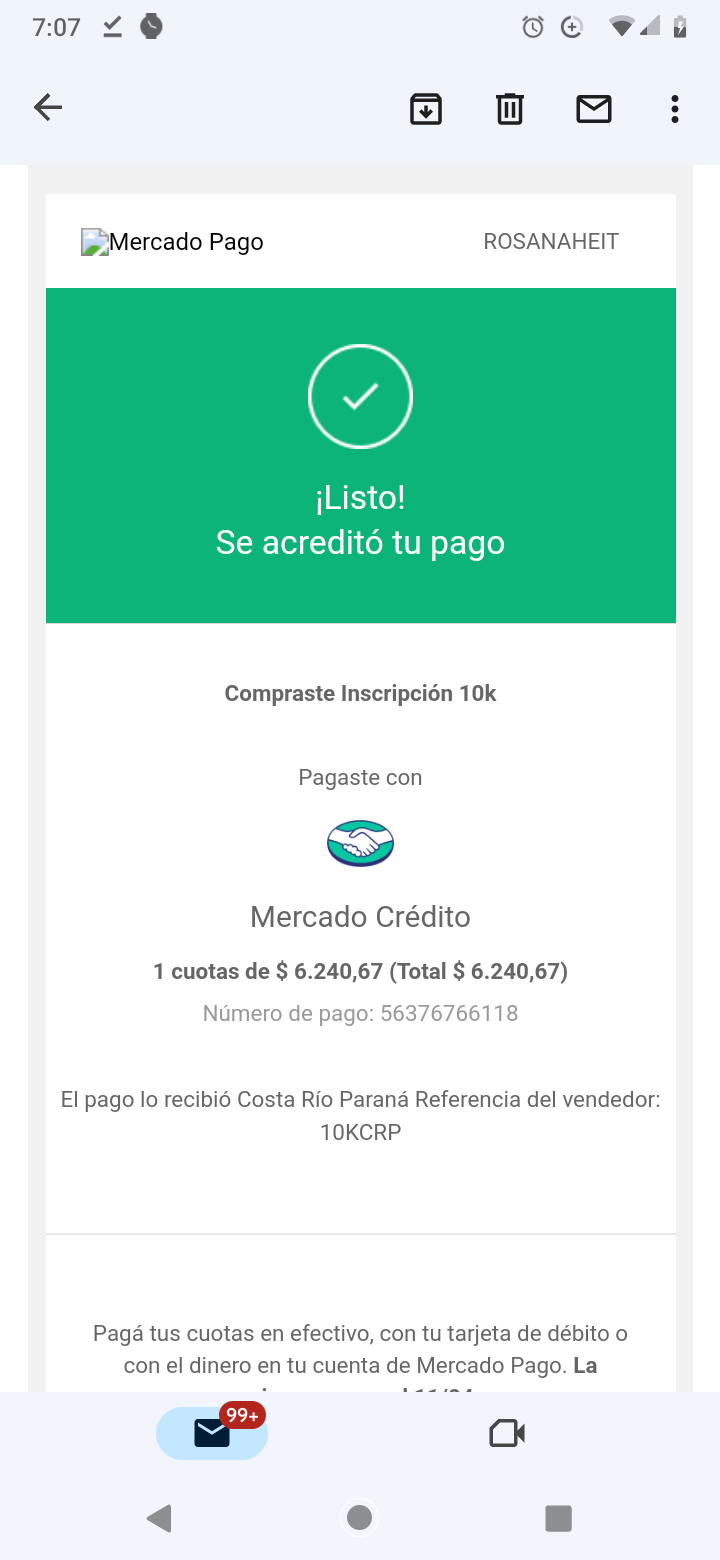 7:07
Mercado Pago
ROSANAHEIT
¡Listo!
Se acreditó tu pago
Compraste Inscripción 10k
Pagaste con
Mercado Crédito
1 cuotas de $ 6.240,67 (Total $ 6.240,67)
Número de pago: 56376766118
El pago lo recibió Costa Río Paraná Referencia del vendedor:
10KCRP
Pagá tus cuotas en efectivo, con tu tarjeta de débito o
con el dinero en tu cuenta de Mercado Pago. La
99+